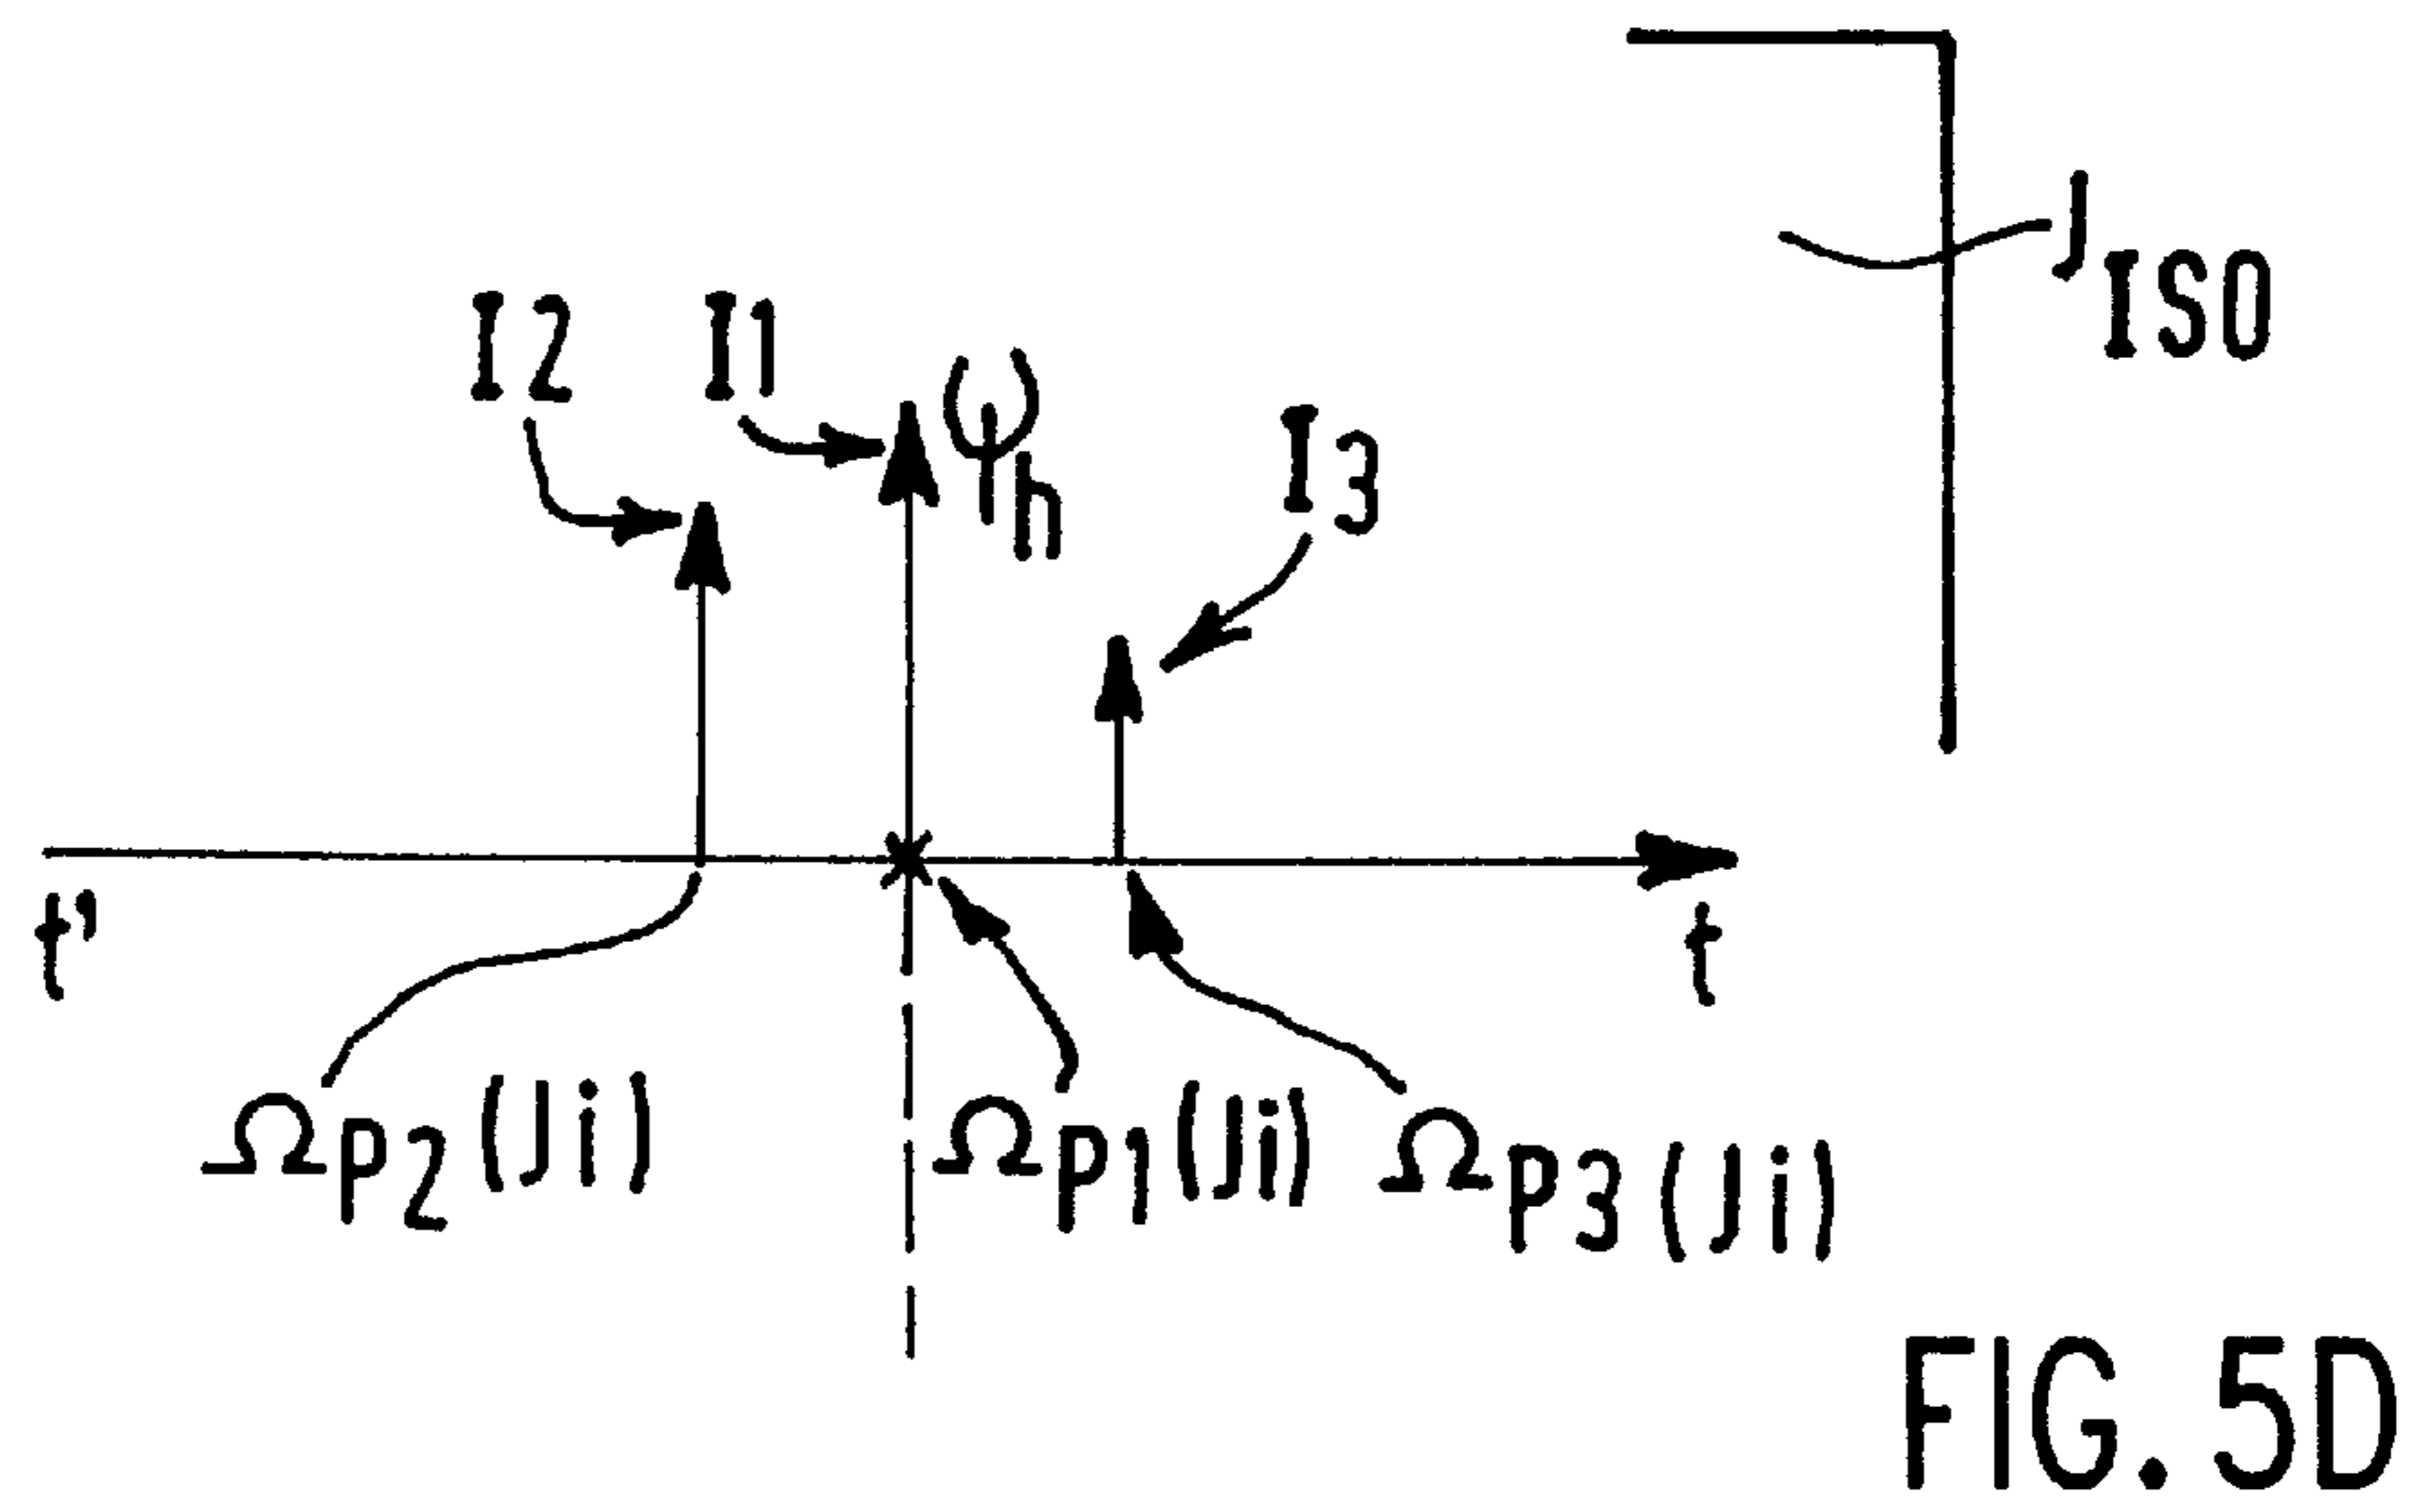 J ISO
I2 I1 Ψh I3
t' t
ΩP2(Ji) ΩP1(Ji) ΩP3(Ji)
FIG. 5D